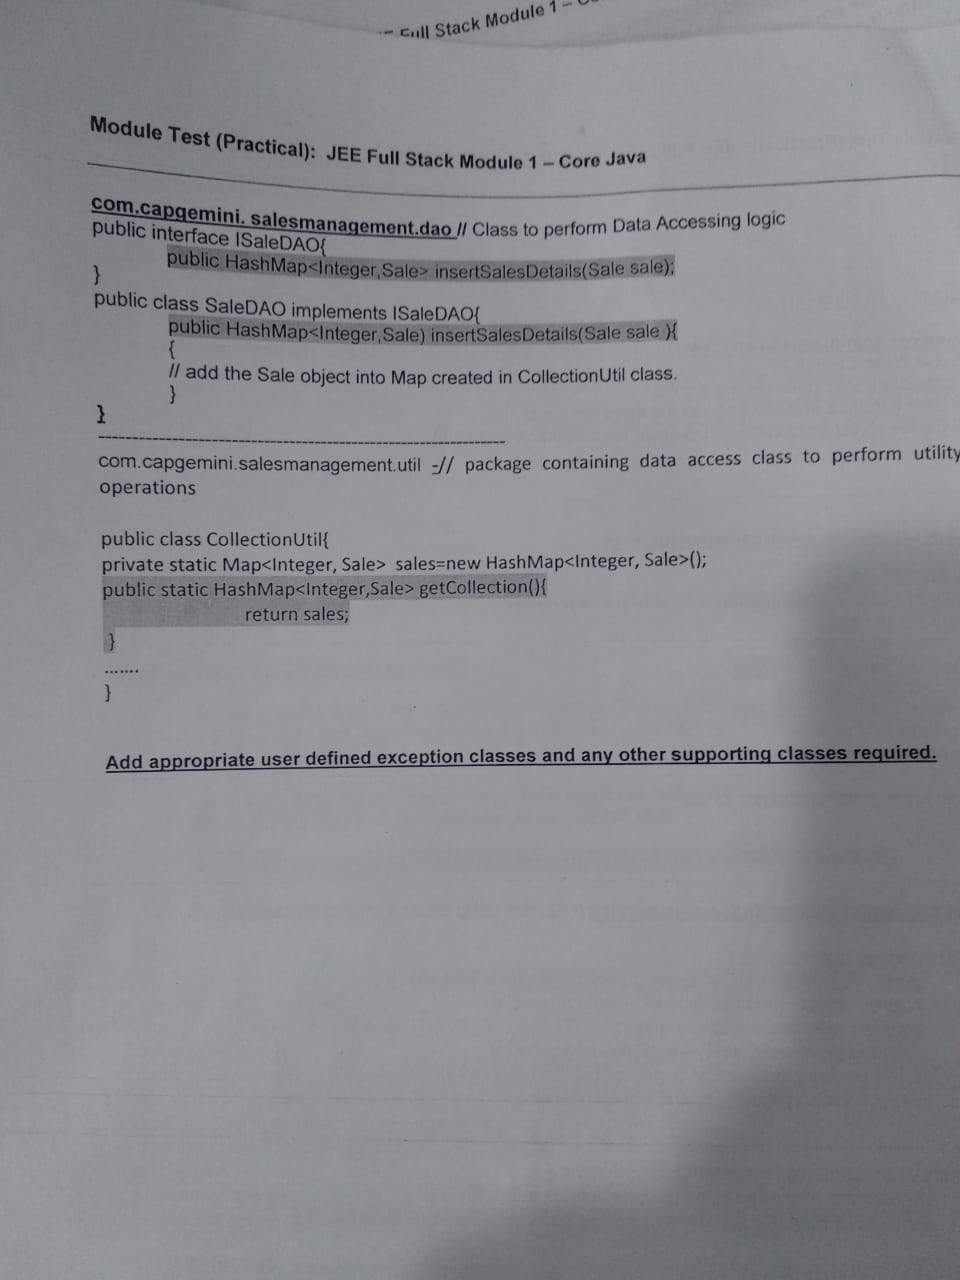 Full Stack Module 1 –
Module Test (Practical): JEE Full Stack Module 1 – Core Java
com.capgemini. salesmanagement.dao // Class to perform Data Accessing logic
public interface ISaleDAO{
public HashMap<Integer,Sale> insertSalesDetails(Sale sale);
}
public class SaleDAO implements ISaleDAO{
public HashMap<Integer,Sale) insertSalesDetails(Sale sale ){
{
// add the Sale object into Map created in CollectionUtil class.
}
}
------------------------------------------------------------------
com.capgemini.salesmanagement.util -// package containing data access class to perform utility
operations
public class CollectionUtil{
private static Map<Integer, Sale> sales=new HashMap<Integer, Sale>();
public static HashMap<Integer,Sale> getCollection(){
return sales;
}
.......
}
Add appropriate user defined exception classes and any other supporting classes required.